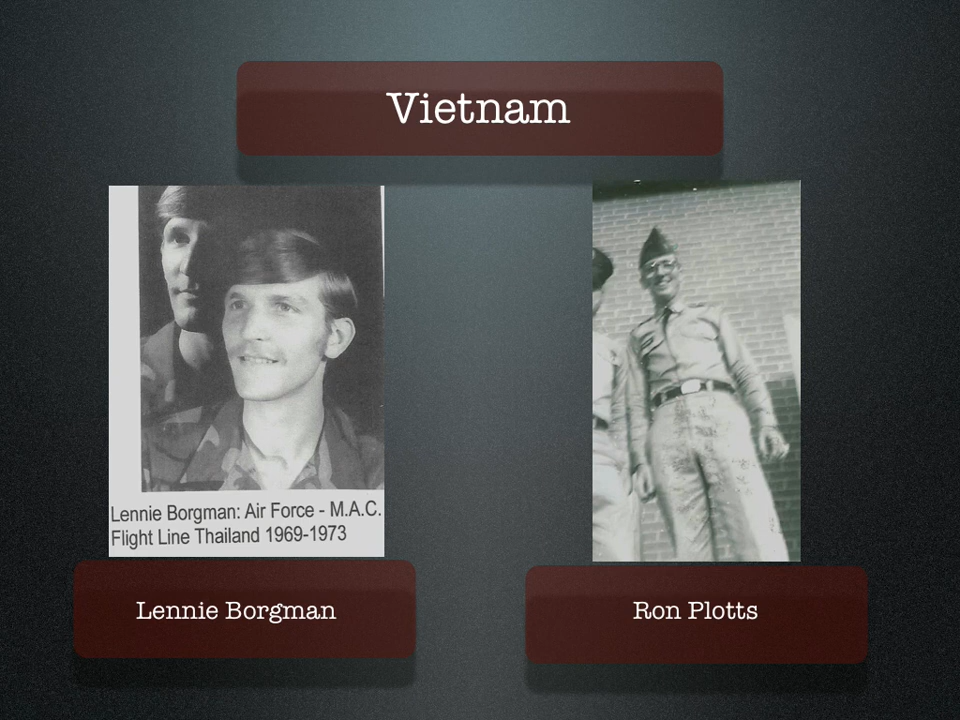 Vietnam
Lennie Borgman: Air Force - M.A.C.
Flight Line Thailand 1969-1973
Lennie Borgman
Ron Plotts